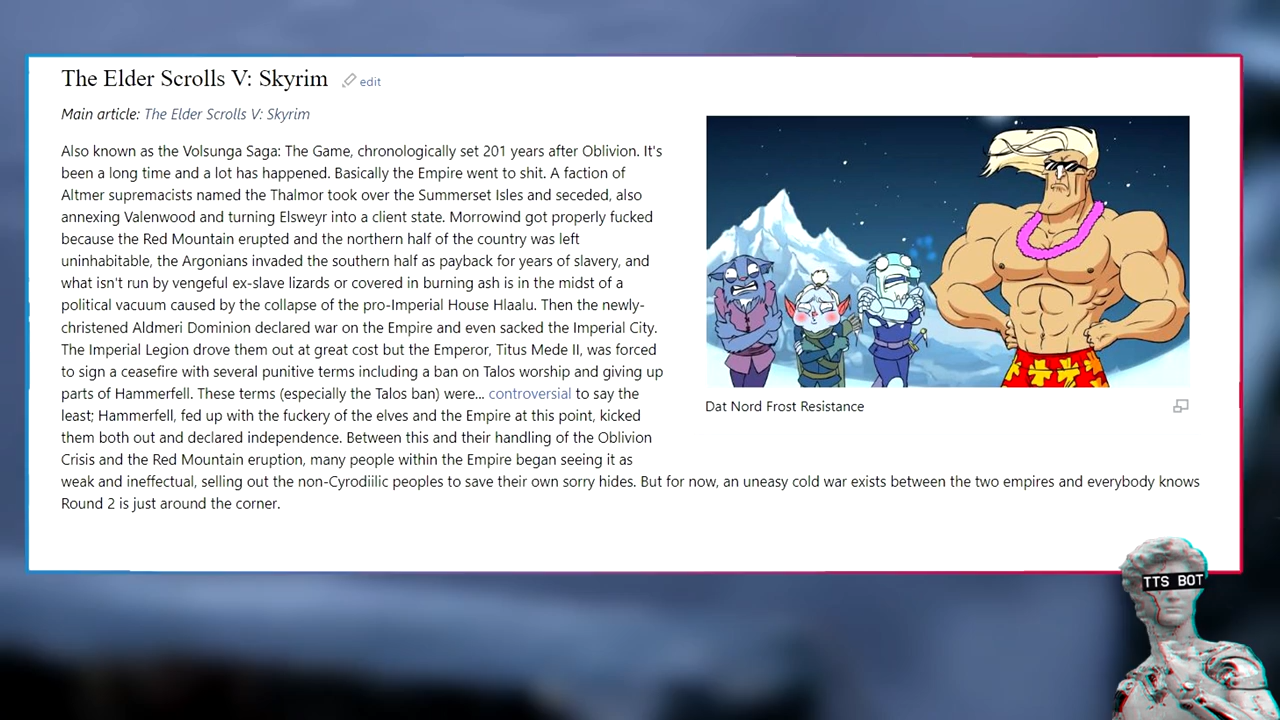 The Elder Scrolls V: Skyrim edit
Main article: The Elder Scrolls V: Skyrim
Also known as the Volsunga Saga: The Game, chronologically set 201 years after Oblivion. It's
been a long time and a lot has happened. Basically the Empire went to shit. A faction of
Altmer supremacists named the Thalmor took over the Summerset Isles and seceded, also
annexing Valenwood and turning Elsweyr into a client state. Morrowind got properly fucked
because the Red Mountain erupted and the northern half of the country was left
uninhabitable, the Argonians invaded the southern half as payback for years of slavery, and
what isn't run by vengeful ex-slave lizards or covered in burning ash is in the midst of a
political vacuum caused by the collapse of the pro-Imperial House Hlaalu. Then the newly-
christened Aldmeri Dominion declared war on the Empire and even sacked the Imperial City.
The Imperial Legion drove them out at great cost but the Emperor, Titus Mede II, was forced
to sign a ceasefire with several punitive terms including a ban on Talos worship and giving up
parts of Hammerfell. These terms (especially the Talos ban) were... controversial to say the
least; Hammerfell, fed up with the fuckery of the elves and the Empire at this point, kicked
them both out and declared independence. Between this and their handling of the Oblivion
Crisis and the Red Mountain eruption, many people within the Empire began seeing it as
weak and ineffectual, selling out the non-Cyrodiilic peoples to save their own sorry hides. But for now, an uneasy cold war exists between the two empires and everybody knows
Round 2 is just around the corner.
Dat Nord Frost Resistance
TTS BOT